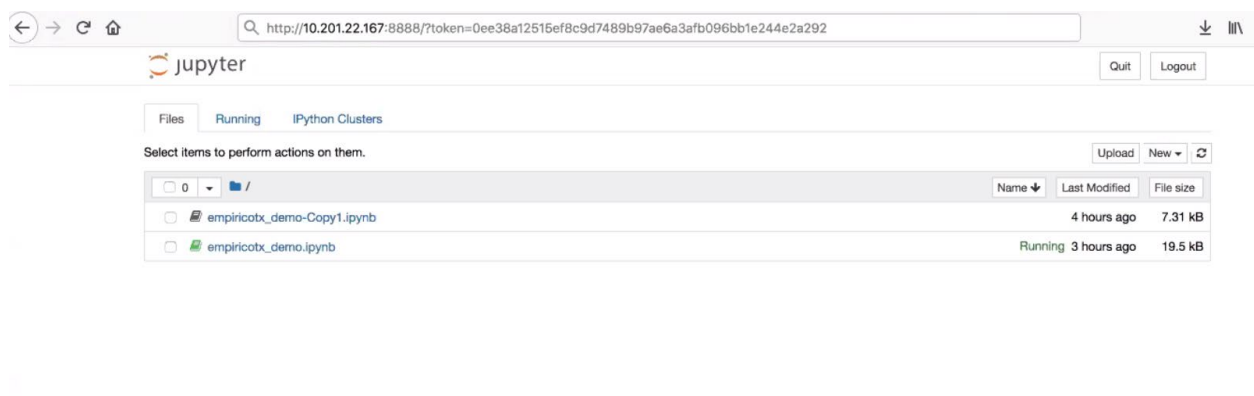 http://10.201.22.167:8888/?token=0ee38a12515ef8c9d7489b97ae6a3afb096bb1e244e2a292
jupyter Quit Logout
Files Running IPython Clusters
Select items to perform actions on them. Upload New
0 / Name Last Modified File size
empiricotx_demo-Copy1.ipynb 4 hours ago 7.31 kB
empiricotx_demo.ipynb Running 3 hours ago 19.5 kB